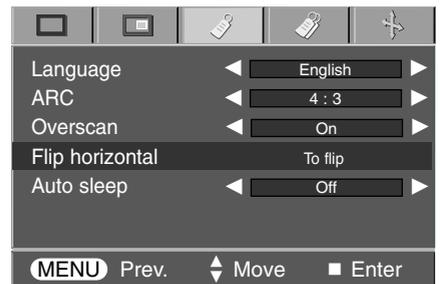 Language English
ARC 4 : 3
Overscan On
Flip horizontal To flip
Auto sleep Off
MENU Prev. Move Enter